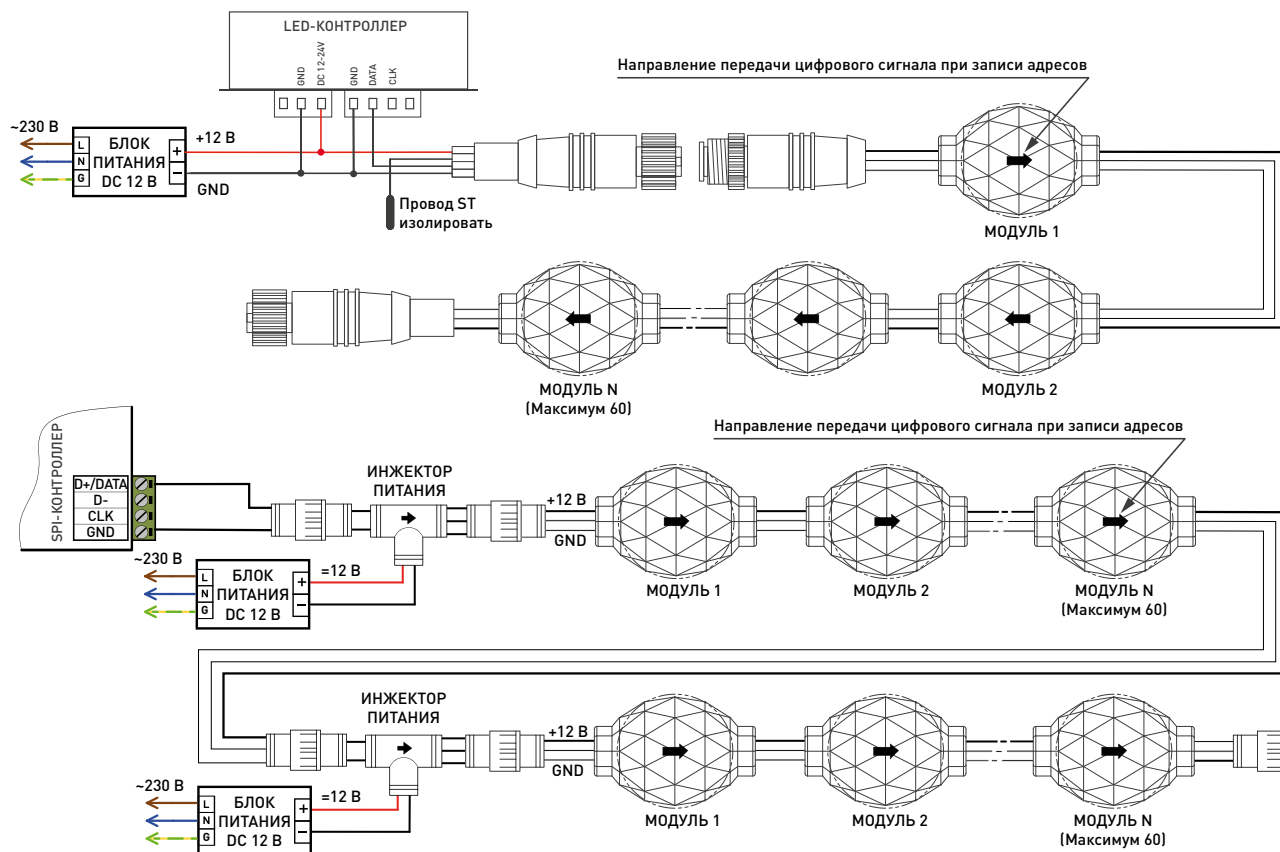 LED-КОНТРОЛЛЕР
GND
DC 12-24V
GND
DATA
CLK
Направление передачи цифрового сигнала при записи адресов
~230 В
L
N
G
БЛОК
ПИТАНИЯ
DC 12 В
+
−
+12 В
GND
Провод ST
изолировать
МОДУЛЬ 1
МОДУЛЬ N
(Максимум 60)
МОДУЛЬ 2
Направление передачи цифрового сигнала при записи адресов
SPI-КОНТРОЛЛЕР
D+/DATA
D-
CLK
GND
ИНЖЕКТОР
ПИТАНИЯ
+12 В
GND
~230 В
L
N
G
БЛОК
ПИТАНИЯ
DC 12 В
+
−
=12 В
МОДУЛЬ 1
МОДУЛЬ 2
МОДУЛЬ N
(Максимум 60)
ИНЖЕКТОР
ПИТАНИЯ
+12 В
GND
~230 В
L
N
G
БЛОК
ПИТАНИЯ
DC 12 В
+
−
=12 В
МОДУЛЬ 1
МОДУЛЬ 2
МОДУЛЬ N
(Максимум 60)